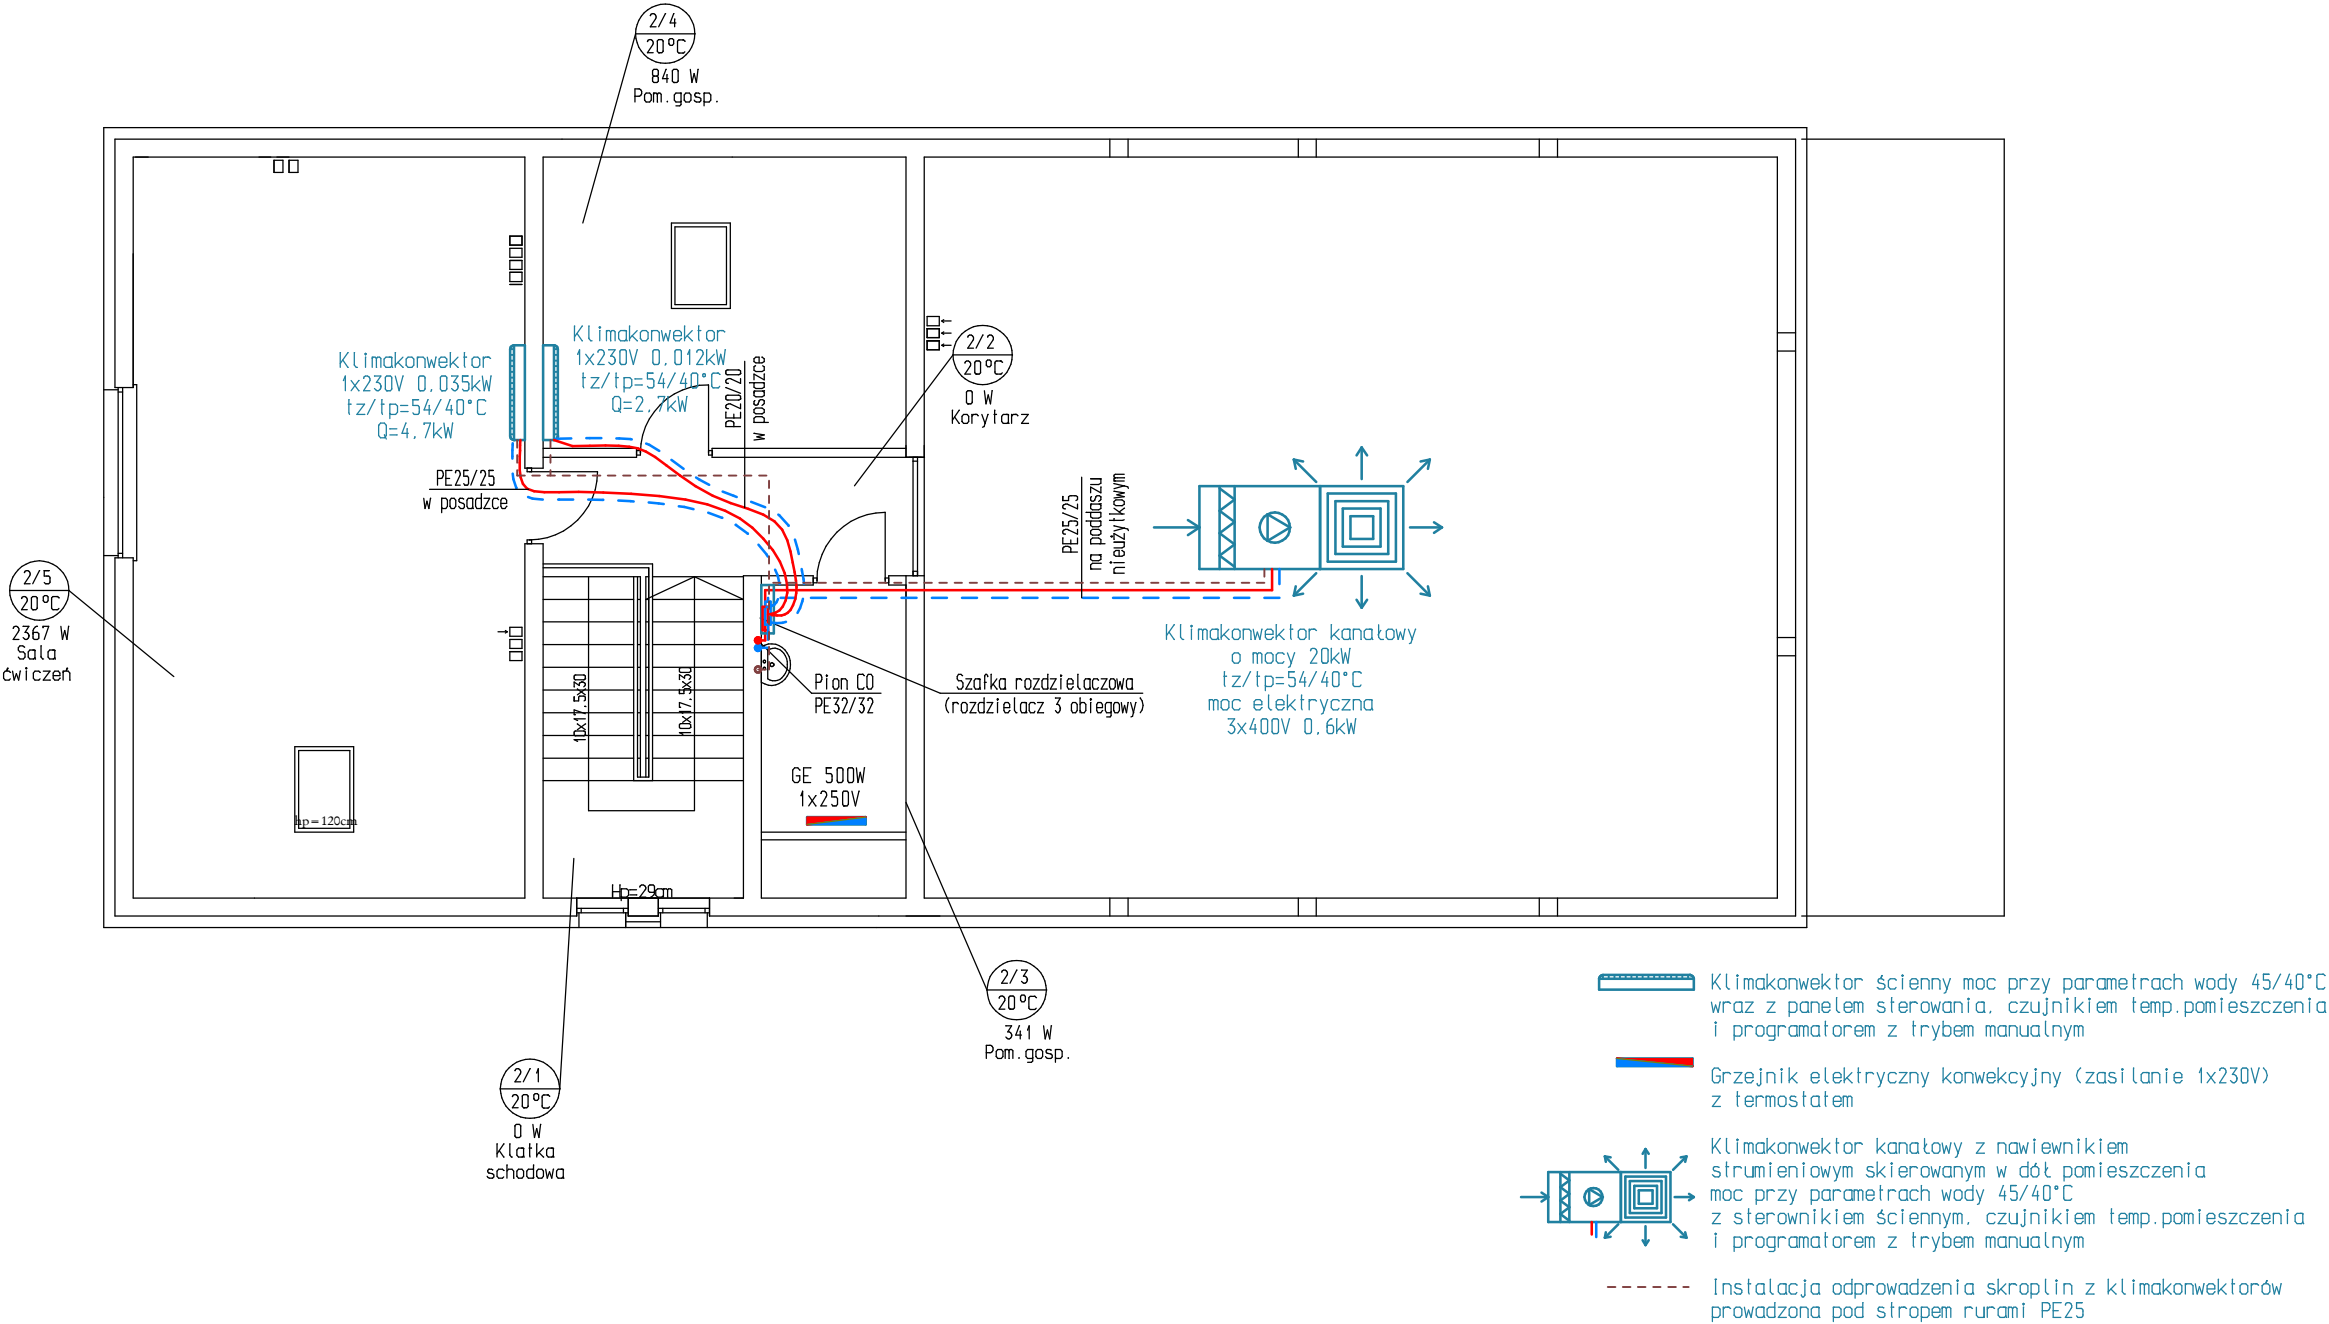 2/4
20°C
840 W
Pom.gosp.
Klimakonwektor
1x230V 0,012kW
tz/tp=54/40°C
Q=2,7kW
Klimakonwektor
1x230V 0,035kW
tz/tp=54/40°C
Q=4,7kW
PE20/20
w posadzce
2/2
20°C
0 W
Korytarz
PE25/25
w posadzce
PE25/25
na poddaszu
nieużytkowym
2/5
20°C
2367 W
Sala
ćwiczeń
Klimakonwektor kanałowy
o mocy 20kW
tz/tp=54/40°C
moc elektryczna
3x400V 0,6kW
10x17,5x30
10x17,5x30
Pion CO
PE32/32
Szafka rozdzielaczowa
(rozdzielacz 3 obiegowy)
GE 500W
1x250V
hp=120cm
Hp=29cm
2/3
20°C
341 W
Pom.gosp.
2/1
20°C
0 W
Klatka
schodowa
Klimakonwektor ścienny moc przy parametrach wody 45/40°C
wraz z panelem sterowania, czujnikiem temp.pomieszczenia
i programatorem z trybem manualnym
Grzejnik elektryczny konwekcyjny (zasilanie 1x230V)
z termostatem
Klimakonwektor kanałowy z nawiewnikiem
strumieniowym skierowanym w dół pomieszczenia
moc przy parametrach wody 45/40°C
z sterownikiem ściennym, czujnikiem temp.pomieszczenia
i programatorem z trybem manualnym
Instalacja odprowadzenia skroplin z klimakonwektorów
prowadzona pod stropem rurami PE25